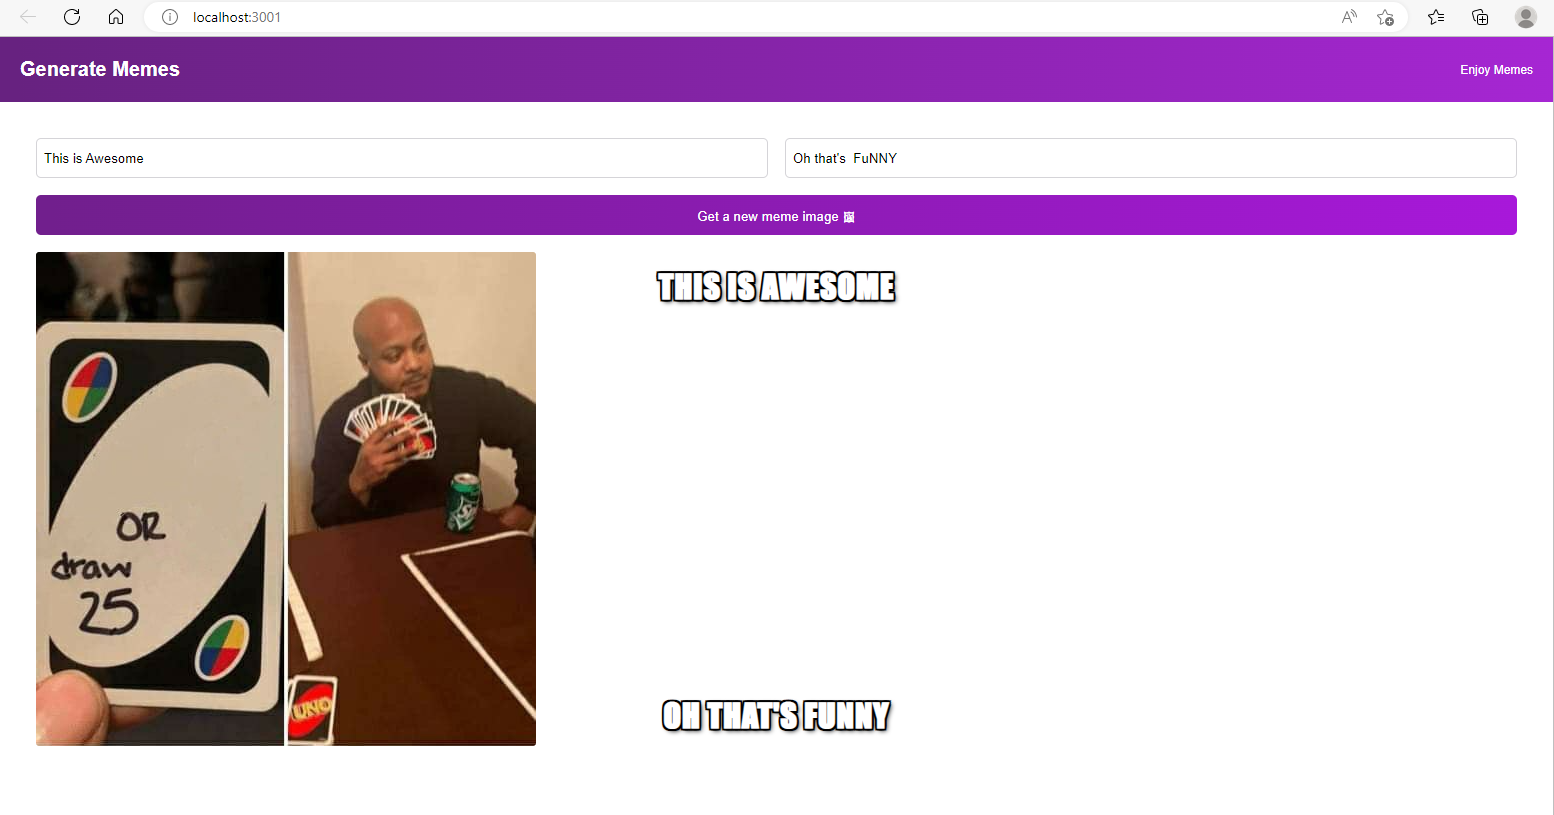 localhost:3001
Generate Memes
Enjoy Memes
This is Awesome
Oh that's  FuNNY
Get a new meme image
THIS IS AWESOME
OR
draw
25
UNO
OH THAT'S FUNNY